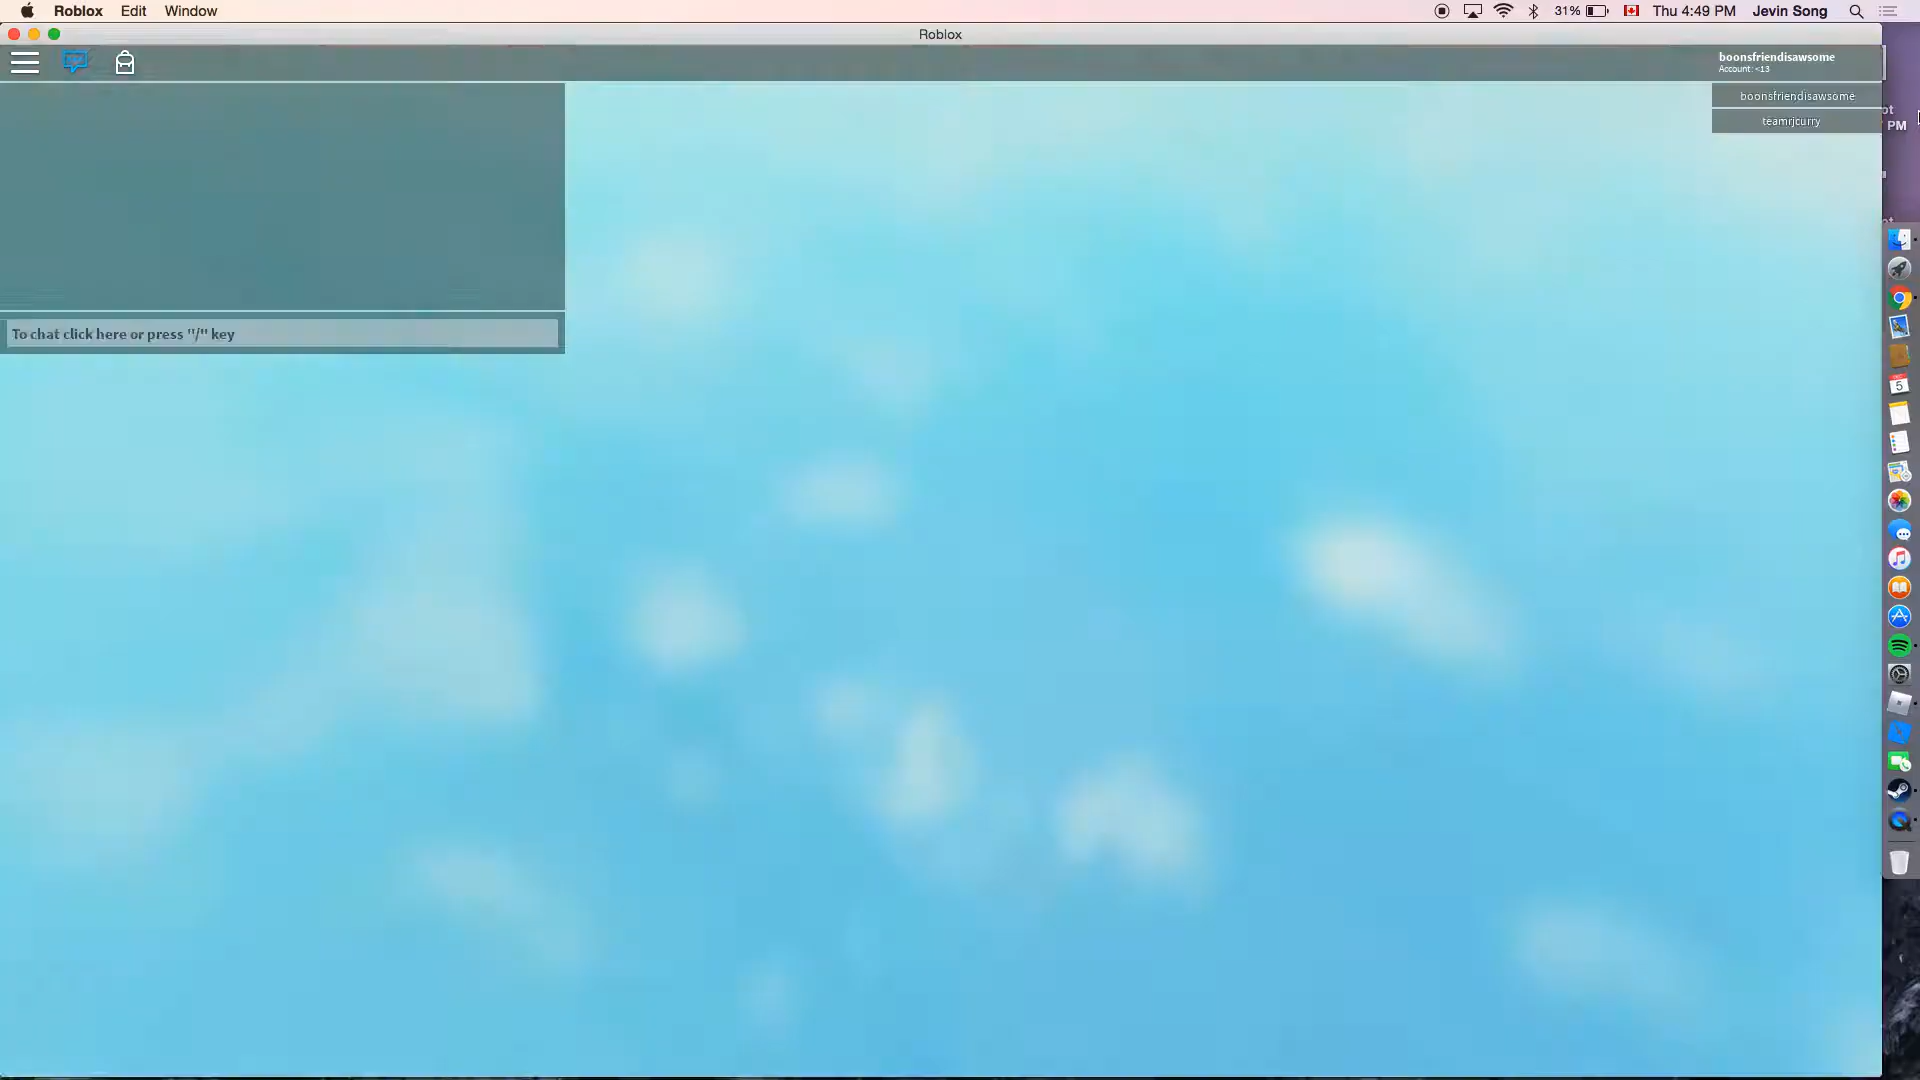 Roblox Edit Window
31% Thu 4:49 PM Jevin Song
Roblox
boonsfriendisawsome
Account: <13
boonsfriendisawsome
teamrjcurry
PM
To chat click here or press "/" key
5